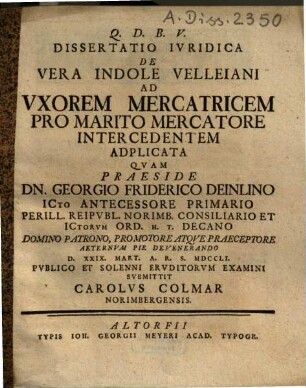 A. Diss. 2350
Q. D. B. V.
DISSERTATIO IVRIDICA
DE
VERA INDOLE VELLEIANI
AD
VXOREM MERCATRICEM
PRO MARITO MERCATORE
INTERCEDENTEM
ADPLICATA
QVAM
PRAESIDE
DN. GEORGIO FRIDERICO DEINLINO
ICTO ANTECESSORE PRIMARIO
PERILL. REIPVBL. NORIMB. CONSILIARIO ET
ICTORVM ORD. H. T. DECANO
DOMINO PATRONO, PROMOTORE ATQVE PRAECEPTORE
AETERNVM PIE DEVENERANDO
D. XXIX. MART. A. R. S. MDCCLI.
PVBLICO ET SOLENNI ERVDITORVM EXAMINI
SVBMITTIT
CAROLVS COLMAR
NORIMBERGENSIS.
ALTORFII
TYPIS IOH. GEORGII MEYERI ACAD. TYPOGR.